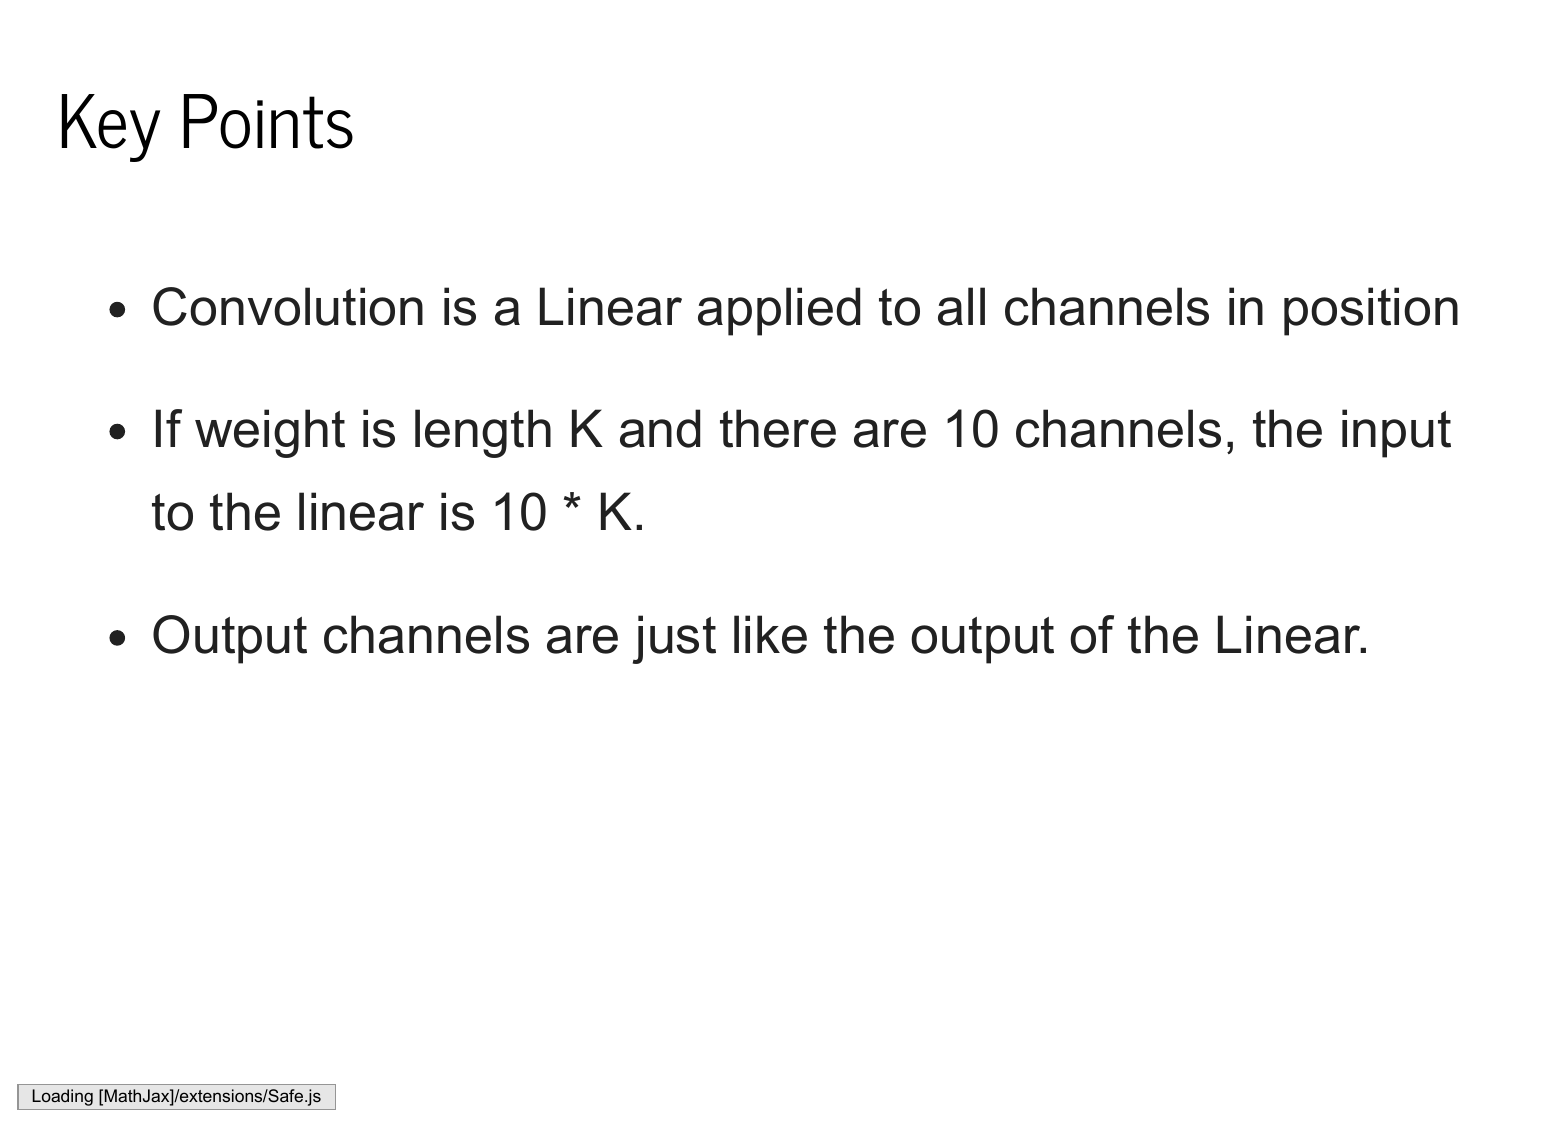 Key Points
• Convolution is a Linear applied to all channels in position
• If weight is length K and there are 10 channels, the input
to the linear is 10 * K.
• Output channels are just like the output of the Linear.
Loading [MathJax]/extensions/Safe.js